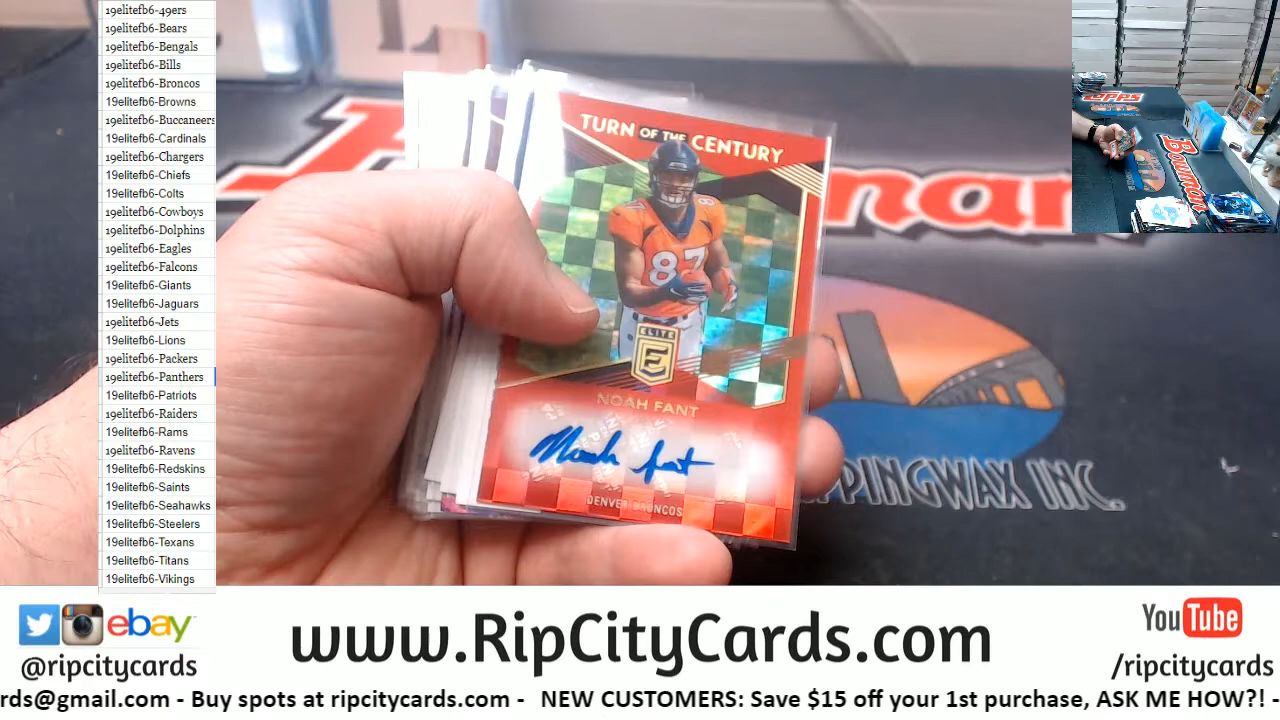 19elitefb6-49ers
19elitefb6-Bears
19elitefb6-Bengals
19elitefb6-Bills
19elitefb6-Broncos
19elitefb6-Browns
19elitefb6-Buccaneers
19elitefb6-Cardinals
19elitefb6-Chargers
19elitefb6-Chiefs
19elitefb6-Colts
19elitefb6-Cowboys
19elitefb6-Dolphins
19elitefb6-Eagles
19elitefb6-Falcons
19elitefb6-Giants
19elitefb6-Jaguars
19elitefb6-Jets
19elitefb6-Lions
19elitefb6-Packers
19elitefb6-Panthers
19elitefb6-Patriots
19elitefb6-Raiders
19elitefb6-Rams
19elitefb6-Ravens
19elitefb6-Redskins
19elitefb6-Saints
19elitefb6-Seahawks
19elitefb6-Steelers
19elitefb6-Texans
19elitefb6-Titans
19elitefb6-Vikings
TURN OF THE CENTURY
87
ELITE
E
NOAH FANT
Noah Fant
DENVER BRONCOS
PPINGWAX INC.
TOPPS
Bowman
ebay
@ripcitycards
www.RipCityCards.com
YouTube
/ripcitycards
rds@gmail.com - Buy spots at ripcitycards.com - NEW CUSTOMERS: Save $15 off your 1st purchase, ASK ME HOW?! -